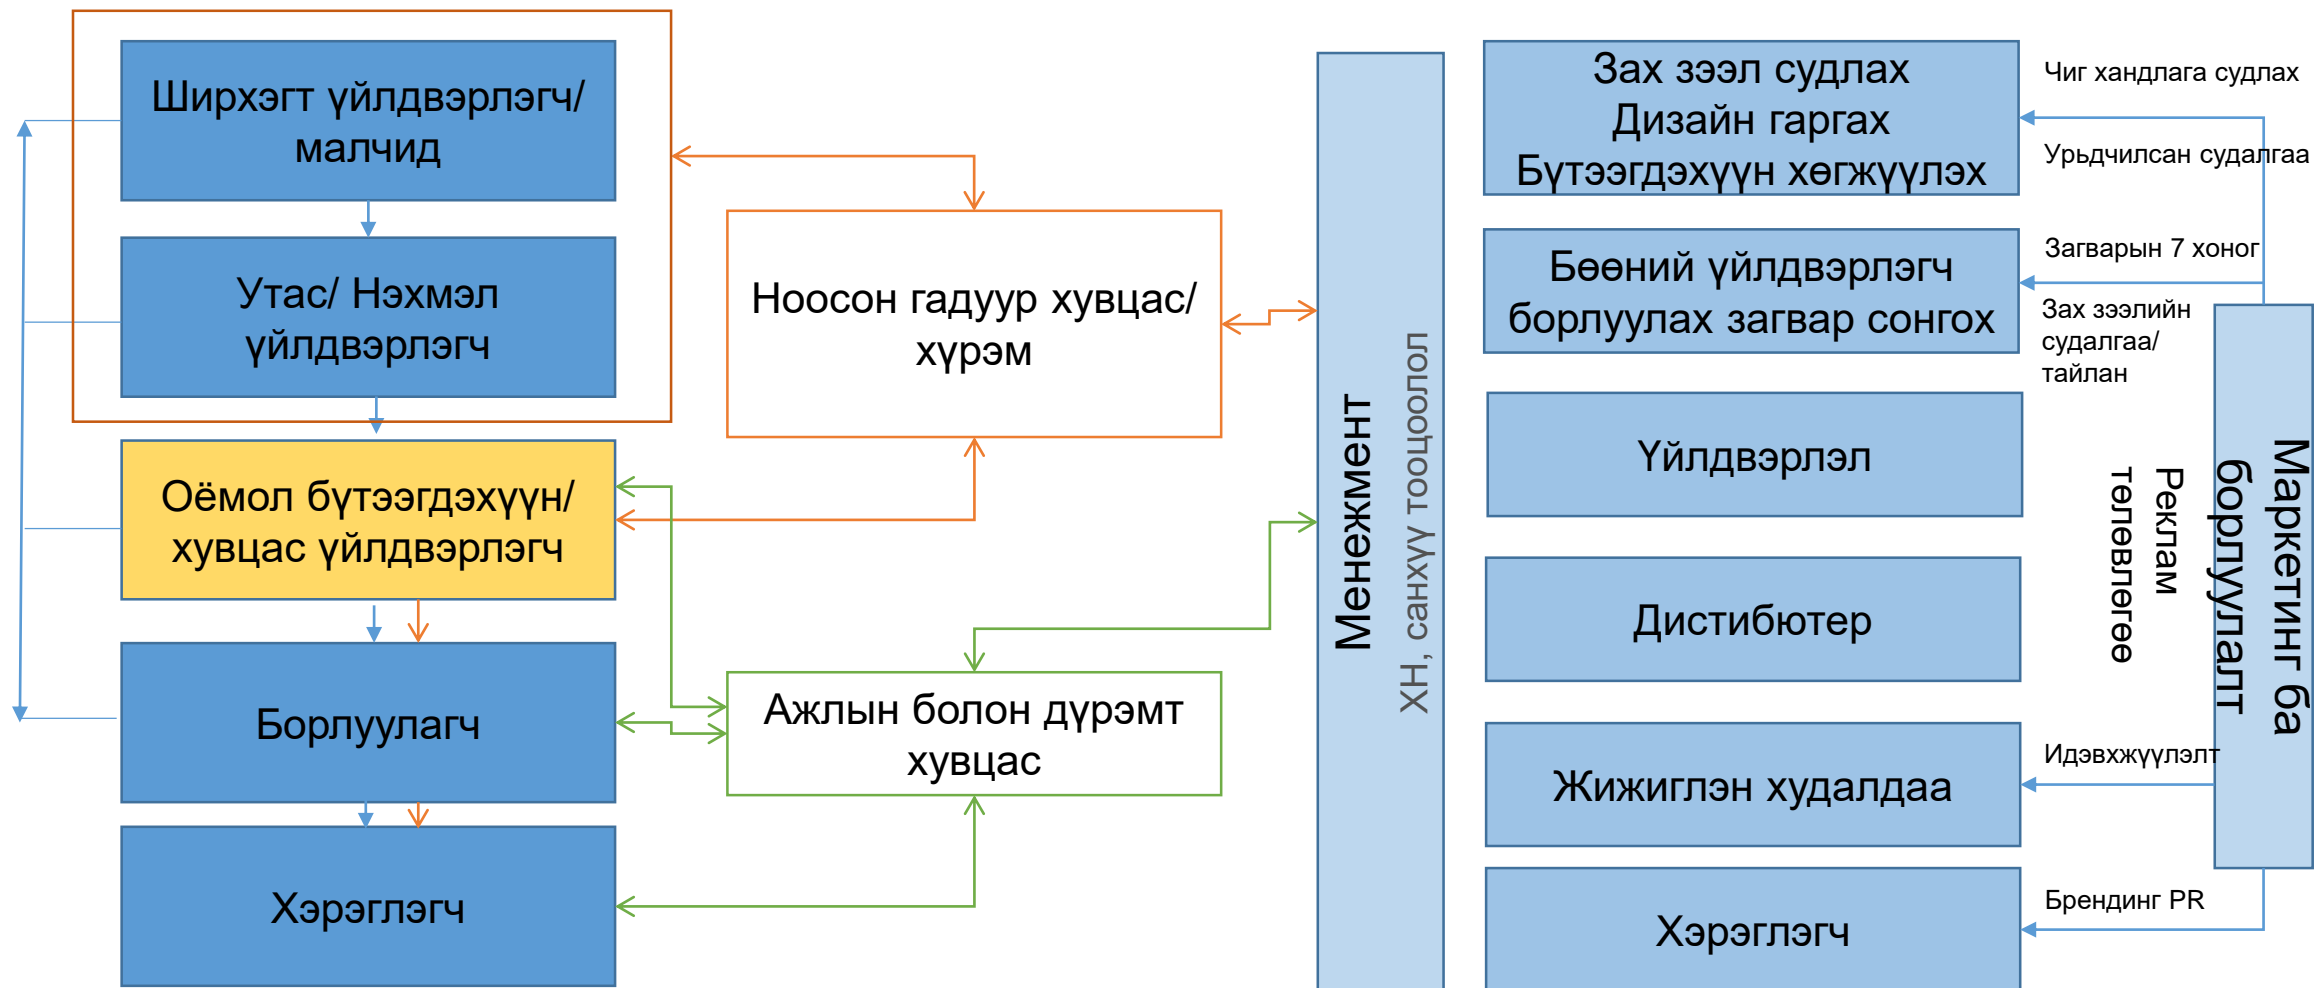 Ширхэгт үйлдвэрлэгч/
малчид
Утас/ Нэхмэл
үйлдвэрлэгч
Оёмол бүтээгдэхүүн/
хувцас үйлдвэрлэгч
Борлуулагч
Хэрэглэгч
Ноосон гадуур хувцас/
хүрэм
Ажлын болон дүрэмт
хувцас
Менежмент
ХН, санхүү тооцоолол
Зах зээл судлах
Дизайн гаргах
Бүтээгдэхүүн хөгжүүлэх
Бөөний үйлдвэрлэгч
борлуулах загвар сонгох
Үйлдвэрлэл
Дистибютер
Жижиглэн худалдаа
Хэрэглэгч
Чиг хандлага судлах
Урьдчилсан судалгаа
Загварын 7 хоног
Зах зээлийн
судалгаа/
тайлан
Реклам
төлөвлөгөө
Идэвхжүүлэлт
Брендинг PR
Маркетинг ба
борлуулалт